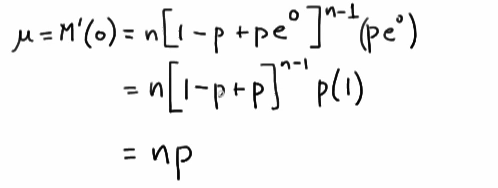 μ = M'(0) = n[1-p+pe⁰]ⁿ⁻¹(pe⁰)
= n[1-p+p]ⁿ⁻¹ p(1)
= np